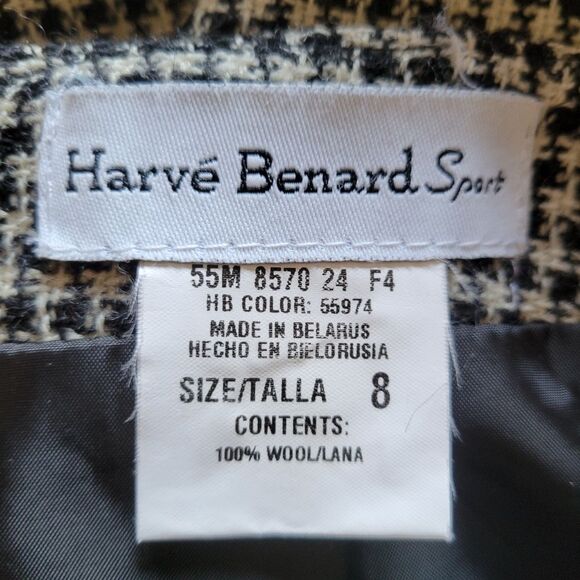 Harvé Benard Sport
55M 8570 24 F4
HB COLOR: 55974
MADE IN BELARUS
HECHO EN BIELORUSIA
SIZE/TALLA 8
CONTENTS:
100% WOOL/LANA